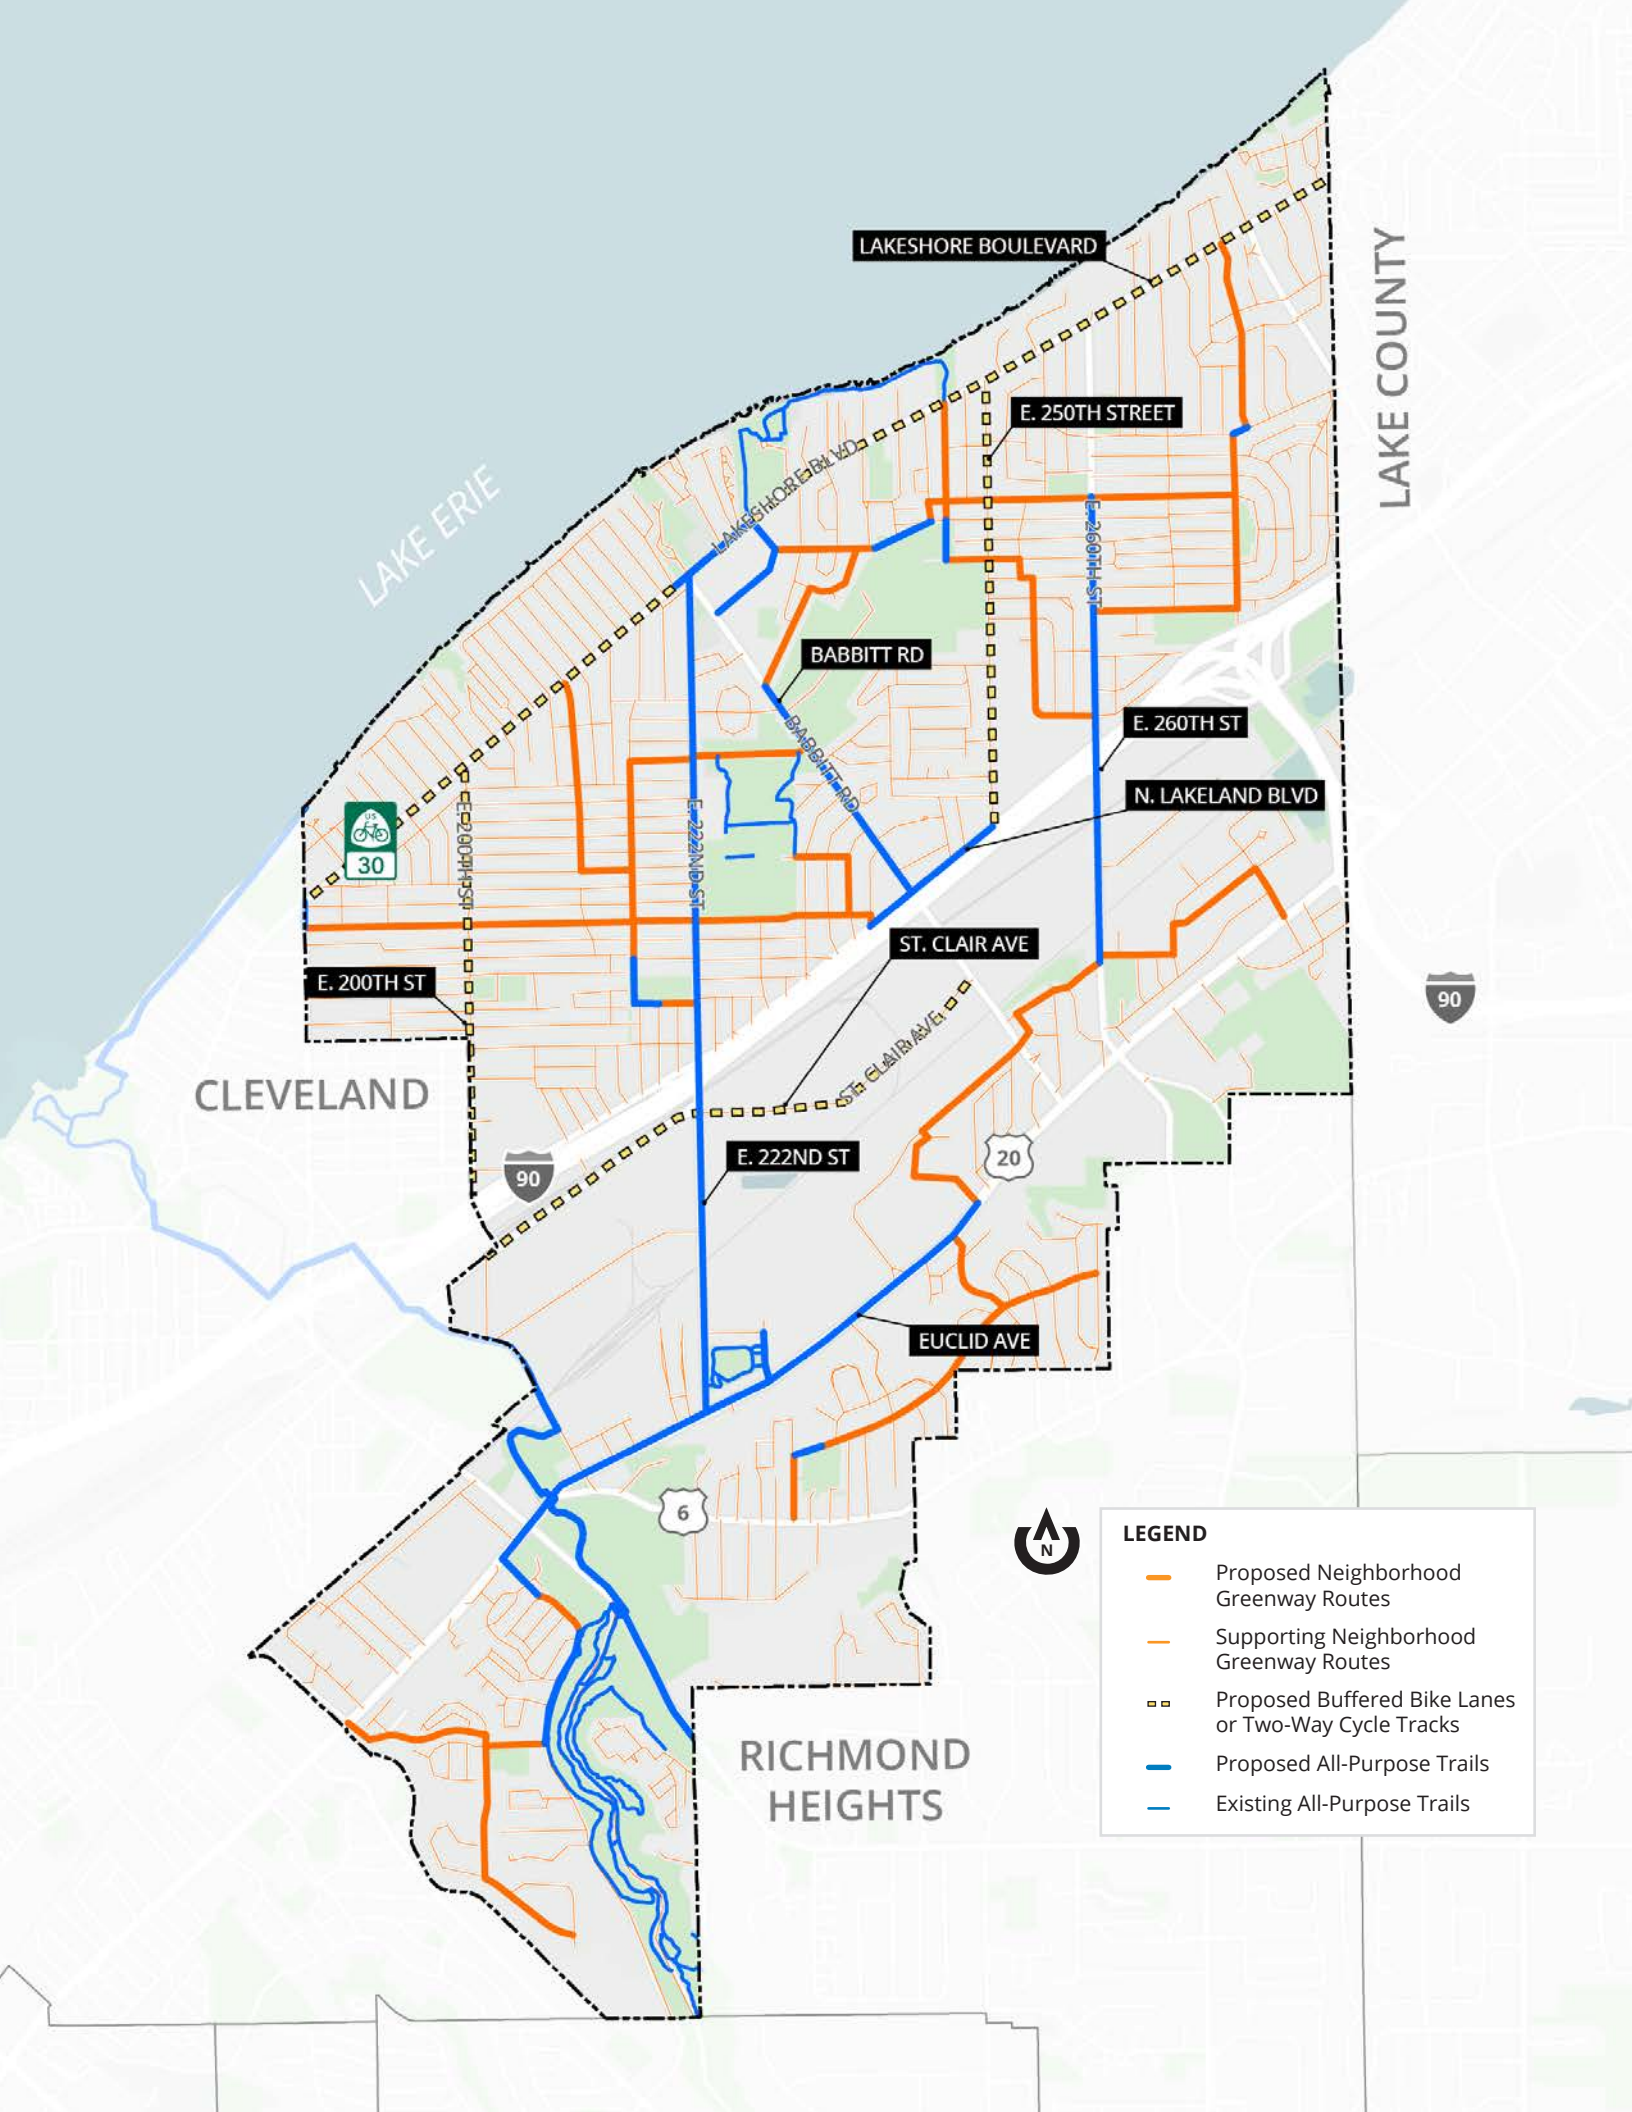 LAKESHORE BOULEVARD
LAKE COUNTY
E. 250TH STREET
LAKESHORE BLVD
LAKE ERIE
E. 260TH ST
BABBITT RD
E. 260TH ST
BABBITT RD
N. LAKELAND BLVD
US
30
E. 200TH ST
E. 222ND ST
ST. CLAIR AVE
E. 200TH ST
90
ST. CLAIR AVE
CLEVELAND
E. 222ND ST
20
90
EUCLID AVE
6
N
LEGEND
Proposed Neighborhood
Greenway Routes
Supporting Neighborhood
Greenway Routes
Proposed Buffered Bike Lanes
or Two-Way Cycle Tracks
Proposed All-Purpose Trails
Existing All-Purpose Trails
RICHMOND
HEIGHTS